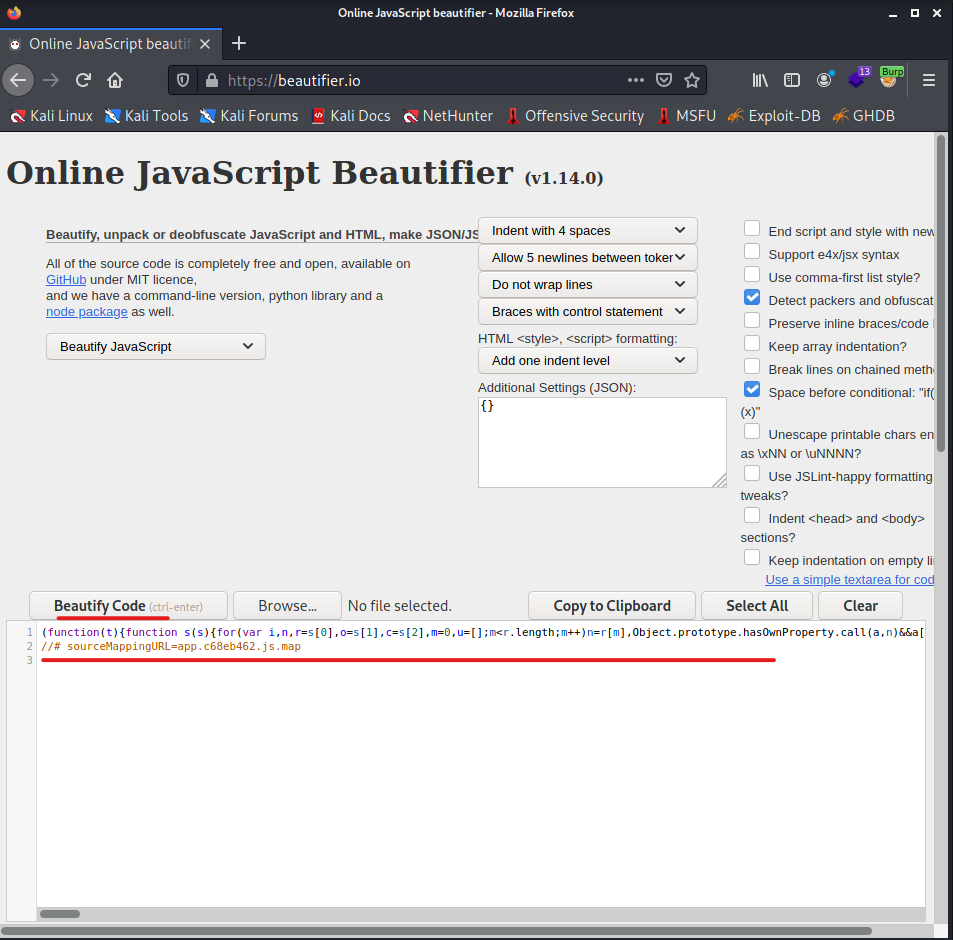 Online JavaScript beautifier - Mozilla Firefox
Online JavaScript beautif
https://beautifier.io
13
Burp
Kali Linux Kali Tools Kali Forums Kali Docs NetHunter Offensive Security MSFU Exploit-DB GHDB
Online JavaScript Beautifier (v1.14.0)
Beautify, unpack or deobfuscate JavaScript and HTML, make JSON/JS
All of the source code is completely free and open, available on
GitHub under MIT licence,
and we have a command-line version, python library and a
node package as well.
Beautify JavaScript
Indent with 4 spaces
Allow 5 newlines between toker
Do not wrap lines
Braces with control statement
HTML <style>, <script> formatting:
Add one indent level
Additional Settings (JSON):
{}
End script and style with new
Support e4x/jsx syntax
Use comma-first list style?
Detect packers and obfuscat
Preserve inline braces/code
Keep array indentation?
Break lines on chained meth
Space before conditional: "if(
(x)"
Unescape printable chars en
as \xNN or \uNNNN?
Use JSLint-happy formatting
tweaks?
Indent <head> and <body>
sections?
Keep indentation on empty li
Use a simple textarea for cod
Beautify Code (ctrl-enter) Browse... No file selected. Copy to Clipboard Select All Clear
1 (function(t){function s(s){for(var i,n,r=s[0],o=s[1],c=s[2],m=0,u=[];m<r.length;m++)n=r[m],Object.prototype.hasOwnProperty.call(a,n)&&a[
2 //# sourceMappingURL=app.c68eb462.js.map
3